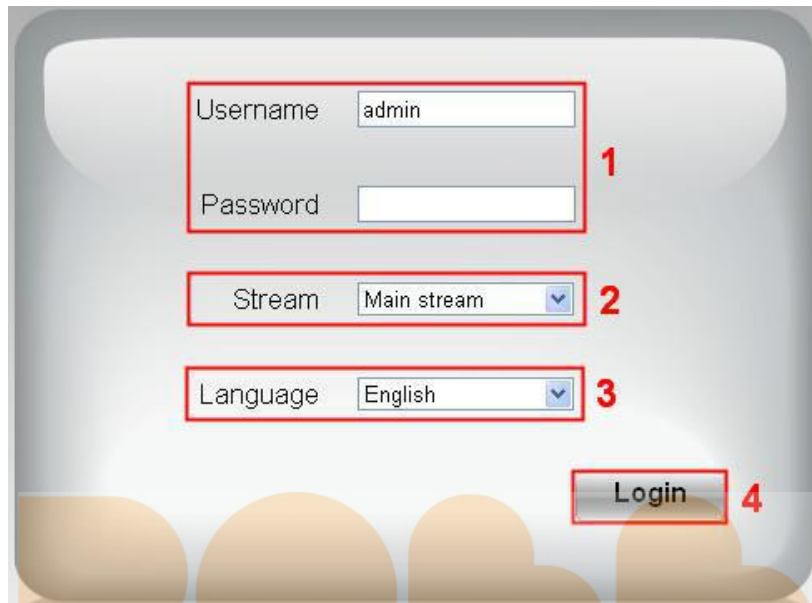 Username admin
1
Password
Stream Main stream 2
Language English 3
Login 4